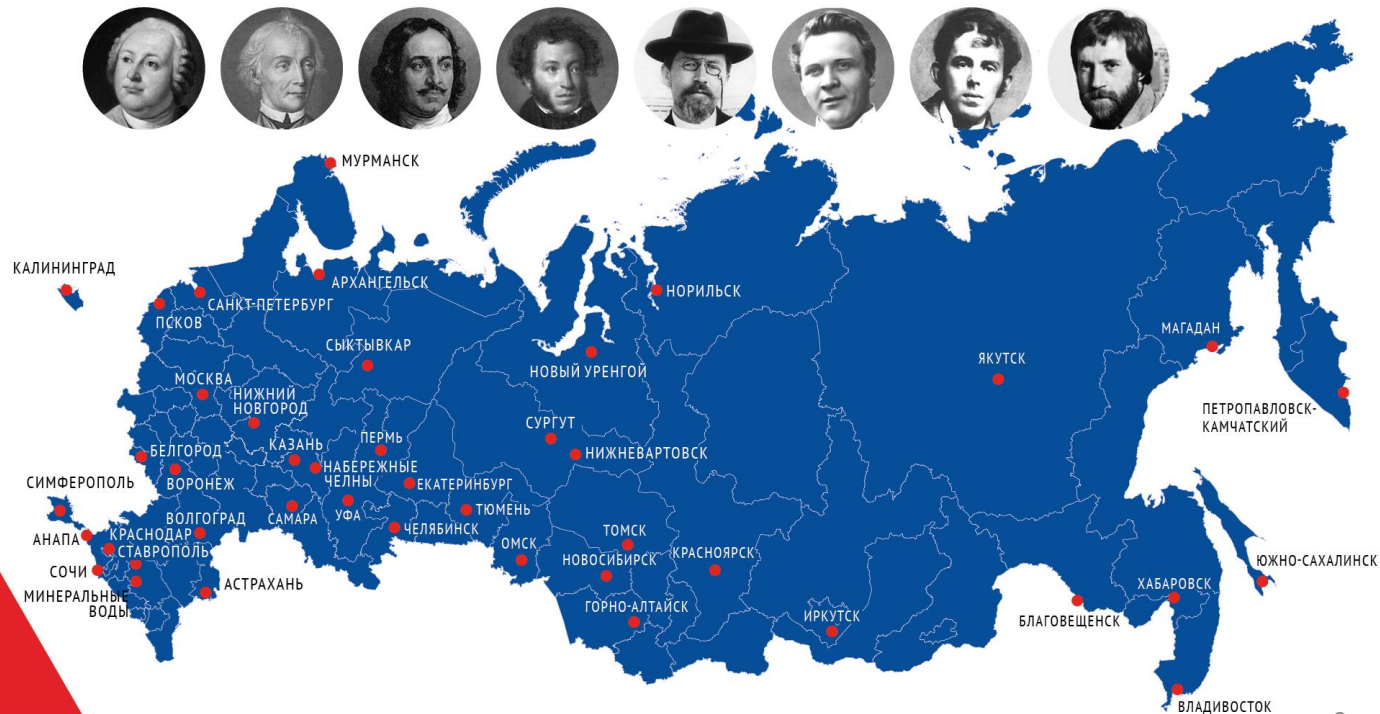 МУРМАНСК
КАЛИНИНГРАД
АРХАНГЕЛЬСК
САНКТ-ПЕТЕРБУРГ
ПСКОВ
НОРИЛЬСК
СЫКТЫВКАР
НОВЫЙ УРЕНГОЙ
МАГАДАН
ЯКУТСК
МОСКВА
НИЖНИЙ
НОВГОРОД
ПЕТРОПАВЛОВСК-
КАМЧАТСКИЙ
СУРГУТ
НИЖНЕВАРТОВСК
ПЕРМЬ
КАЗАНЬ
НАБЕРЕЖНЫЕ
ЧЕЛНЫ
БЕЛГОРОД
ВОРОНЕЖ
ЕКАТЕРИНБУРГ
СИМФЕРОПОЛЬ
ВОЛГОГРАД
САМАРА
УФА
ТЮМЕНЬ
ЧЕЛЯБИНСК
АНАПА
КРАСНОДАР
СТАВРОПОЛЬ
СОЧИ
МИНЕРАЛЬНЫЕ
ВОДЫ
АСТРАХАНЬ
ОМСК
ТОМСК
НОВОСИБИРСК
КРАСНОЯРСК
ГОРНО-АЛТАЙСК
ИРКУТСК
БЛАГОВЕЩЕНСК
ХАБАРОВСК
ЮЖНО-САХАЛИНСК
ВЛАДИВОСТОК